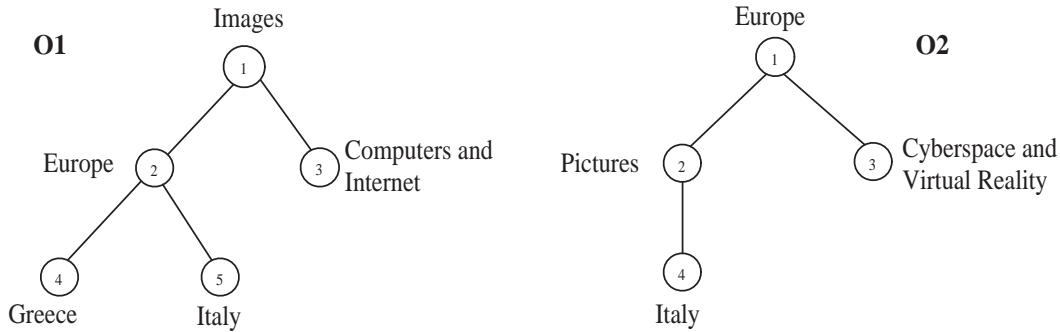 Images
O1
1
Europe
2
3
Computers and
Internet
4
5
Greece
Italy
Europe
O2
1
Pictures
2
3
Cyberspace and
Virtual Reality
4
Italy